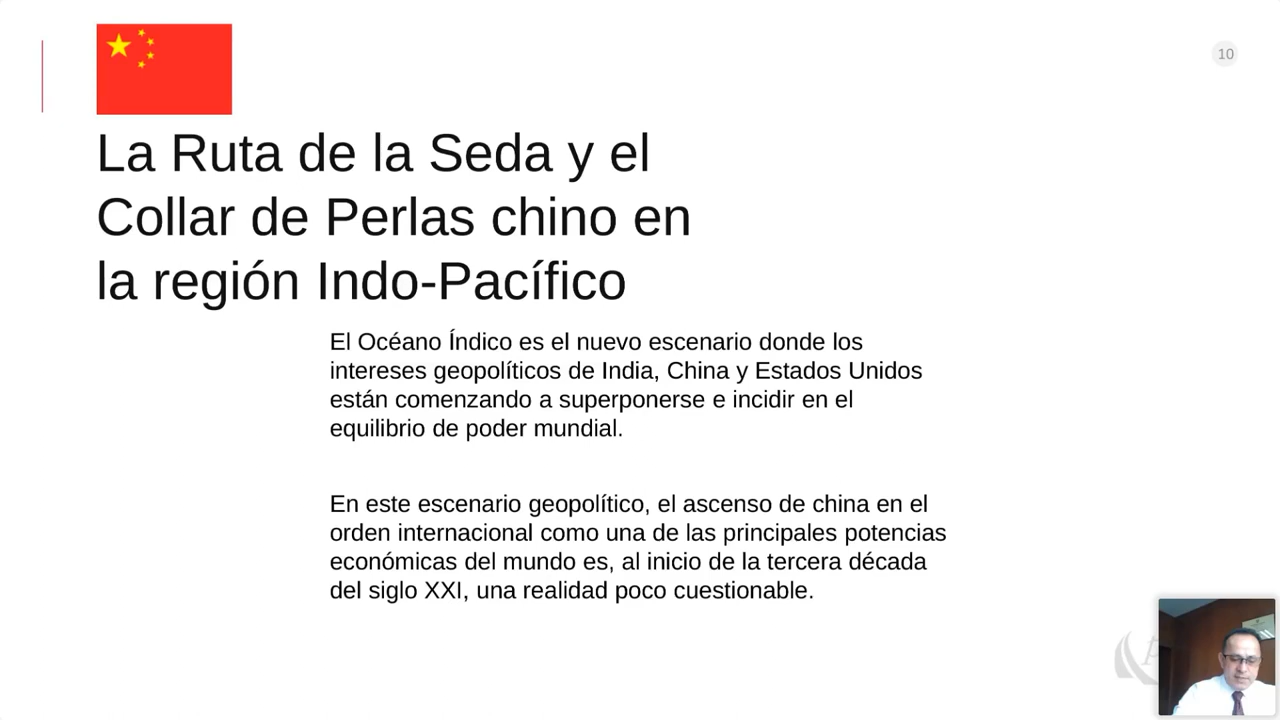 10
La Ruta de la Seda y el
Collar de Perlas chino en
la región Indo-Pacífico
El Océano Índico es el nuevo escenario donde los
intereses geopolíticos de India, China y Estados Unidos
están comenzando a superponerse e incidir en el
equilibrio de poder mundial.
En este escenario geopolítico, el ascenso de china en el
orden internacional como una de las principales potencias
económicas del mundo es, al inicio de la tercera década
del siglo XXI, una realidad poco cuestionable.